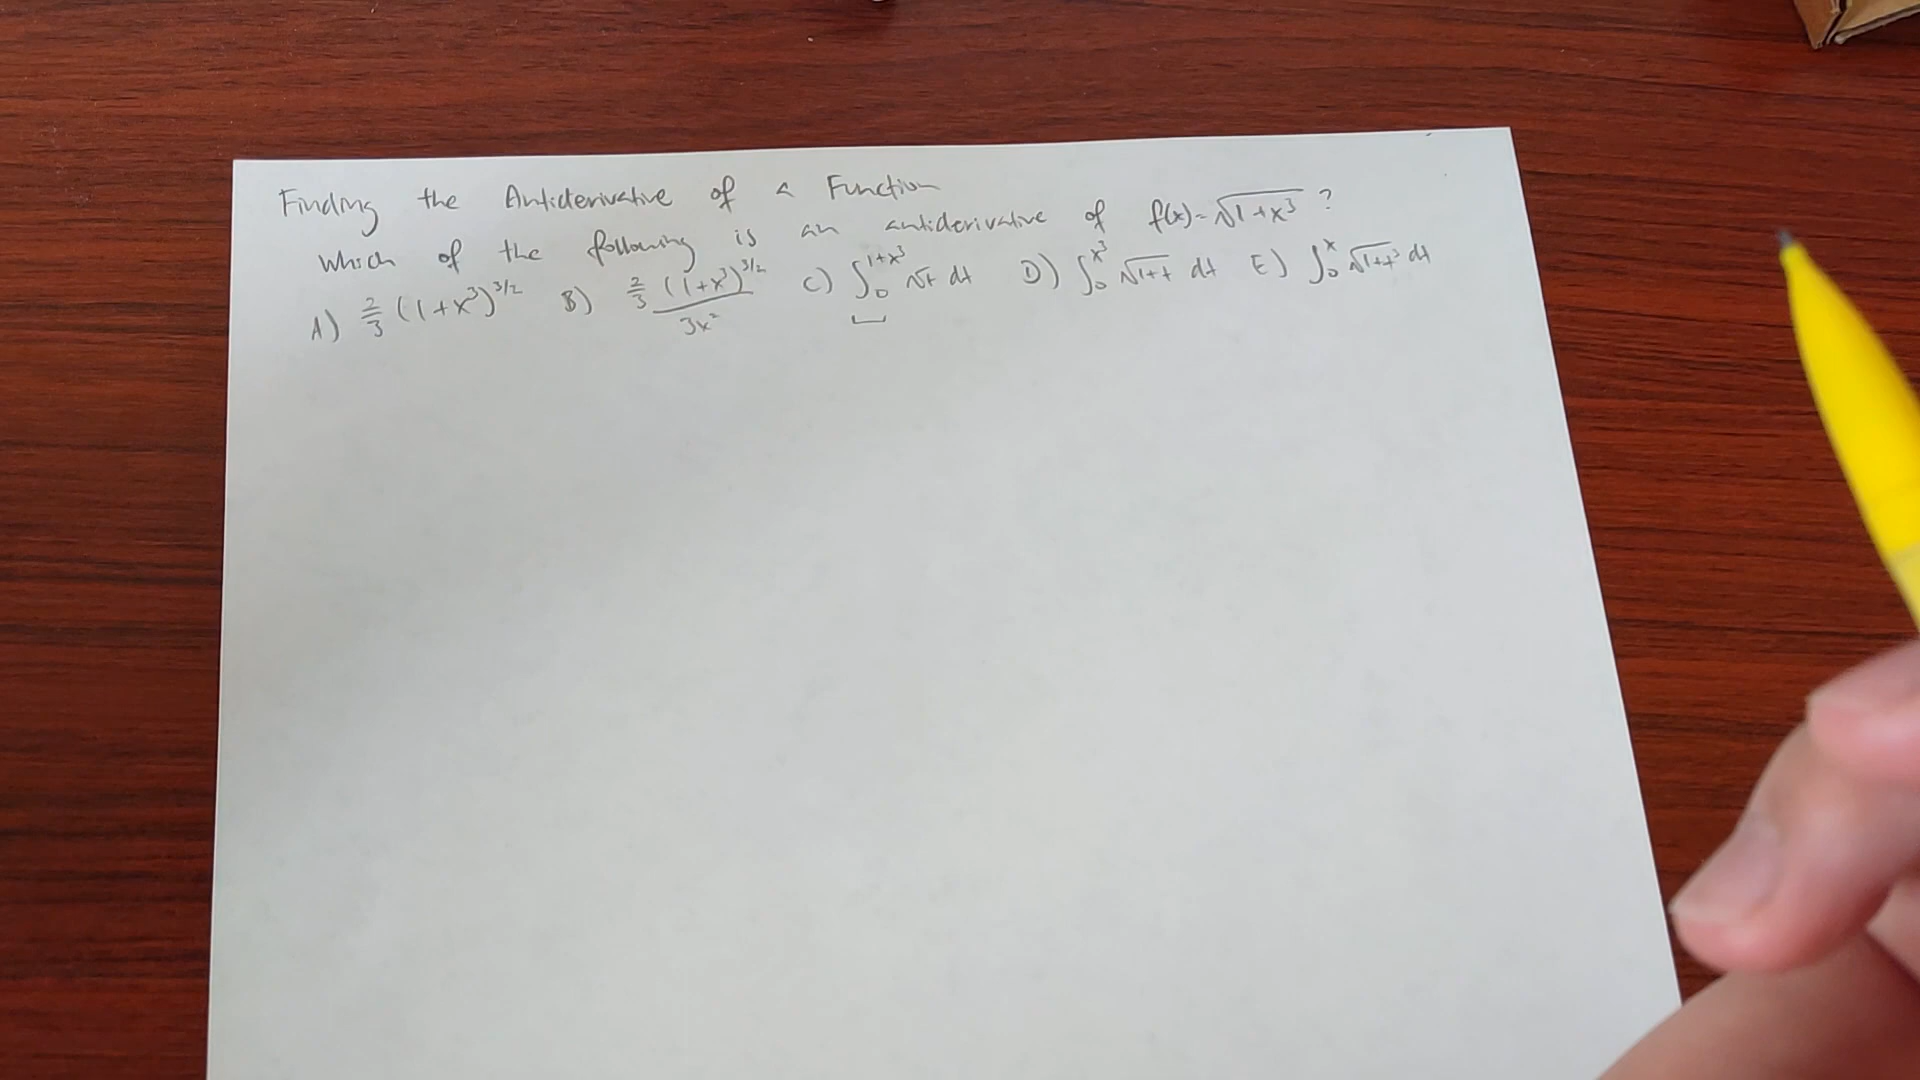 Finding the Antiderivative of a Function
Which of the following is an antiderivative of f(x)=√(1+x³) ?
A) 2/3 (1+x³)^(3/2) B) (2/3 (1+x³)^(3/2))/(3x²) C) ∫₀^(1+x³) √t dt D) ∫₀^(x³) √(1+t) dt E) ∫₀^x √(1+t³) dt